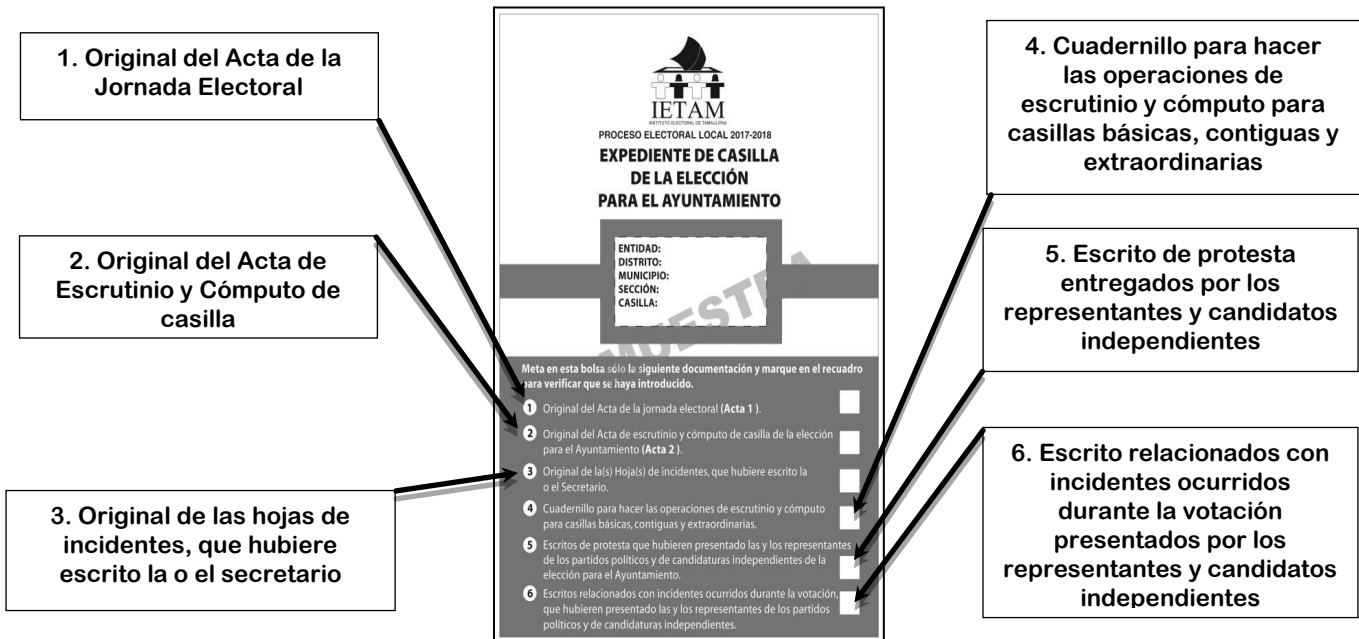 1. Original del Acta de la
Jornada Electoral
2. Original del Acta de
Escrutinio y Cómputo de
casilla
3. Original de las hojas de
incidentes, que hubiere
escrito la o el secretario
IETAM
INSTITUTO ELECTORAL DE TAMAULIPAS
PROCESO ELECTORAL LOCAL 2017-2018
EXPEDIENTE DE CASILLA
DE LA ELECCIÓN
PARA EL AYUNTAMIENTO
ENTIDAD:
DISTRITO:
MUNICIPIO:
SECCIÓN:
CASILLA:
MUESTRA
Meta en esta bolsa sólo la siguiente documentación y marque en el recuadro
para verificar que se haya introducido.
1 Original del Acta de la jornada electoral (Acta 1 ).
2 Original del Acta de escrutinio y cómputo de casilla de la elección
para el Ayuntamiento (Acta 2 ).
3 Original de la(s) Hoja(s) de incidentes, que hubiere escrito la
o el Secretario.
4 Cuadernillo para hacer las operaciones de escrutinio y cómputo
para casillas básicas, contiguas y extraordinarias.
5 Escritos de protesta que hubieren presentado las y los representantes
de los partidos políticos y de candidaturas independientes de la
elección para el Ayuntamiento.
6 Escritos relacionados con incidentes ocurridos durante la votación,
que hubieren presentado las y los representantes de los partidos
políticos y de candidaturas independientes.
4. Cuadernillo para hacer
las operaciones de
escrutinio y cómputo para
casillas básicas, contiguas y
extraordinarias
5. Escrito de protesta
entregados por los
representantes y candidatos
independientes
6. Escrito relacionados con
incidentes ocurridos
durante la votación
presentados por los
representantes y candidatos
independientes